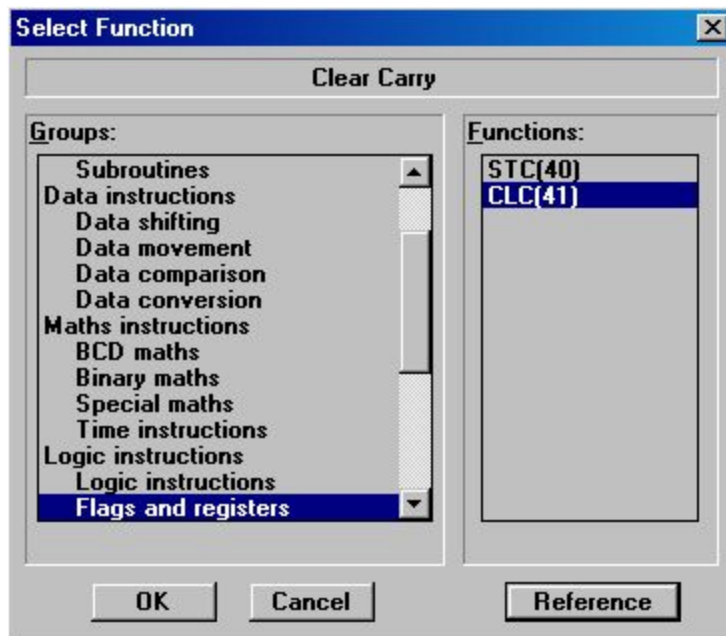 Select Function
Clear Carry
Groups:
Subroutines
Data instructions
Data shifting
Data movement
Data comparison
Data conversion
Maths instructions
BCD maths
Binary maths
Special maths
Time instructions
Logic instructions
Logic instructions
Flags and registers
Functions:
STC(40)
CLC(41)
OK
Cancel
Reference